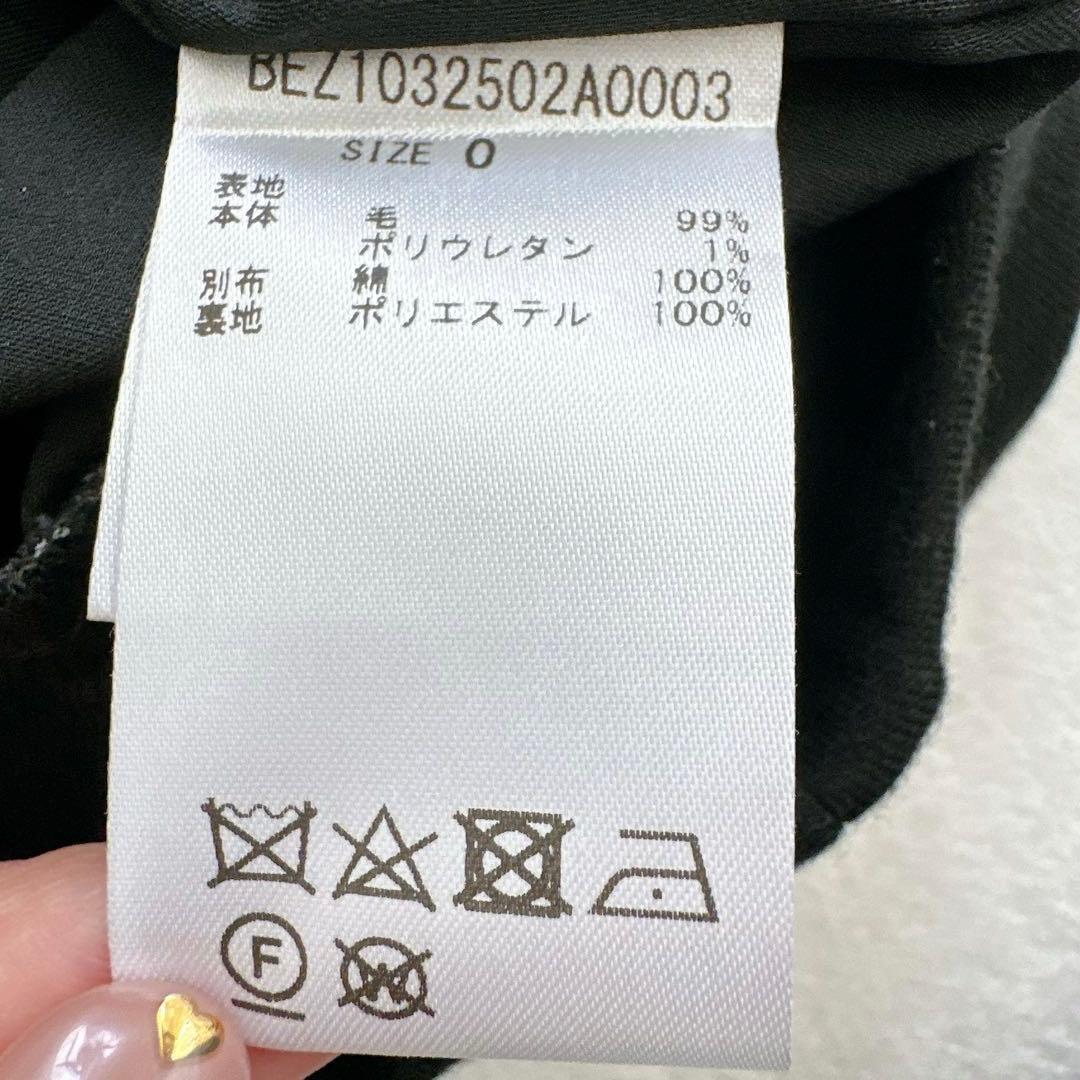 BEZ1032502A0003
SIZE 0
表地
本体 毛 99%
ポリウレタン 1%
別布 綿 100%
裏地 ポリエステル 100%
F
W